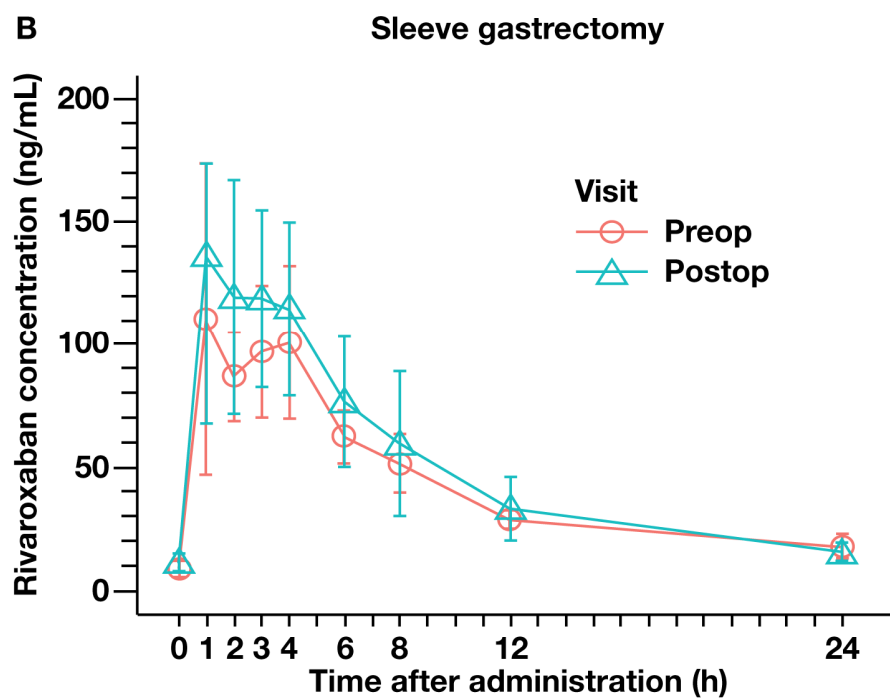 B
Sleeve gastrectomy
Rivaroxaban concentration (ng/mL)
200
150
100
50
0
Visit
Preop
Postop
0 1 2 3 4 6 8 12 24
Time after administration (h)